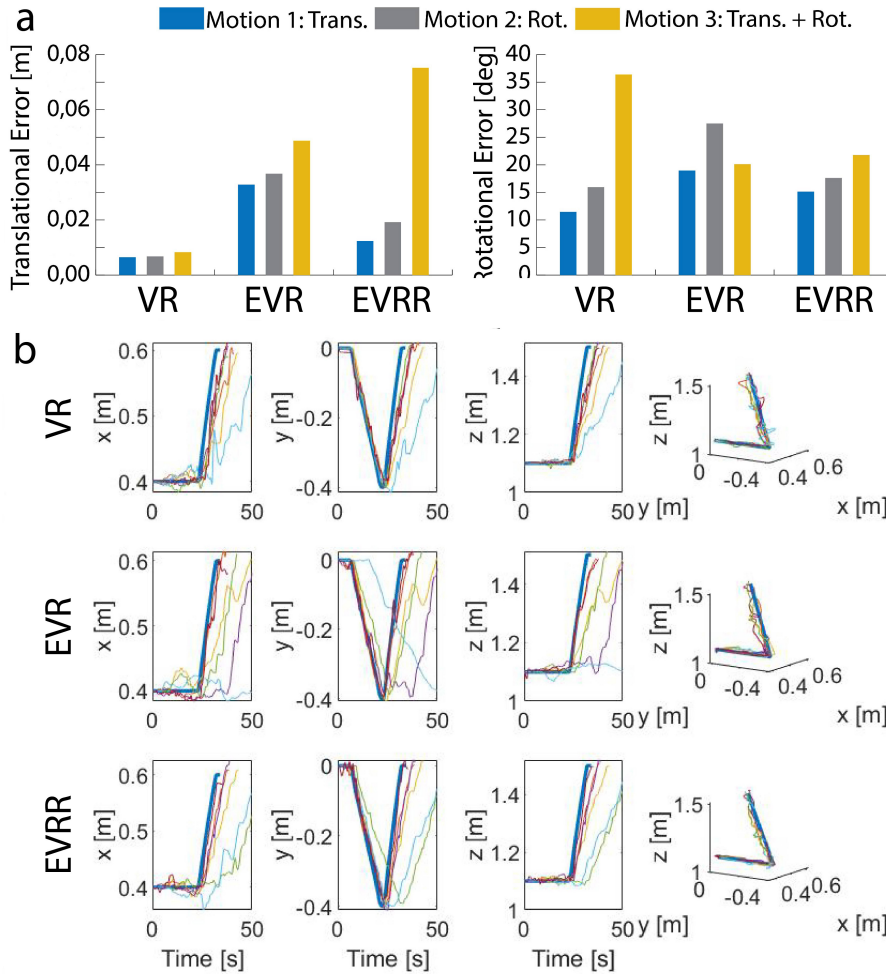 a
Motion 1: Trans. Motion 2: Rot. Motion 3: Trans. + Rot.
Translational Error [m]
0,08
0,06
0,04
0,02
0,00
VR EVR EVRR
Rotational Error [deg]
40
35
30
25
20
15
10
5
0
VR EVR EVRR
b
VR
x [m]
0.6
0.5
0.4
0 50
y [m]
0
-0.2
-0.4
0 50
z [m]
1.4
1.2
1
0 50
z [m]
1.5
1
0 -0.4 0.4 0.6
y [m] x [m]
EVR
x [m]
0.6
0.5
0.4
0 50
y [m]
0
-0.2
-0.4
0 50
z [m]
1.4
1.2
1
0 50
z [m]
1.5
1
0 -0.4 0.4 0.6
y [m] x [m]
EVRR
x [m]
0.6
0.5
0.4
0 50
Time [s]
y [m]
0
-0.2
-0.4
0 50
Time [s]
z [m]
1.4
1.2
1
0 50
Time [s]
z [m]
1.5
1
0 -0.4 0.4 0.6
y [m] x [m]